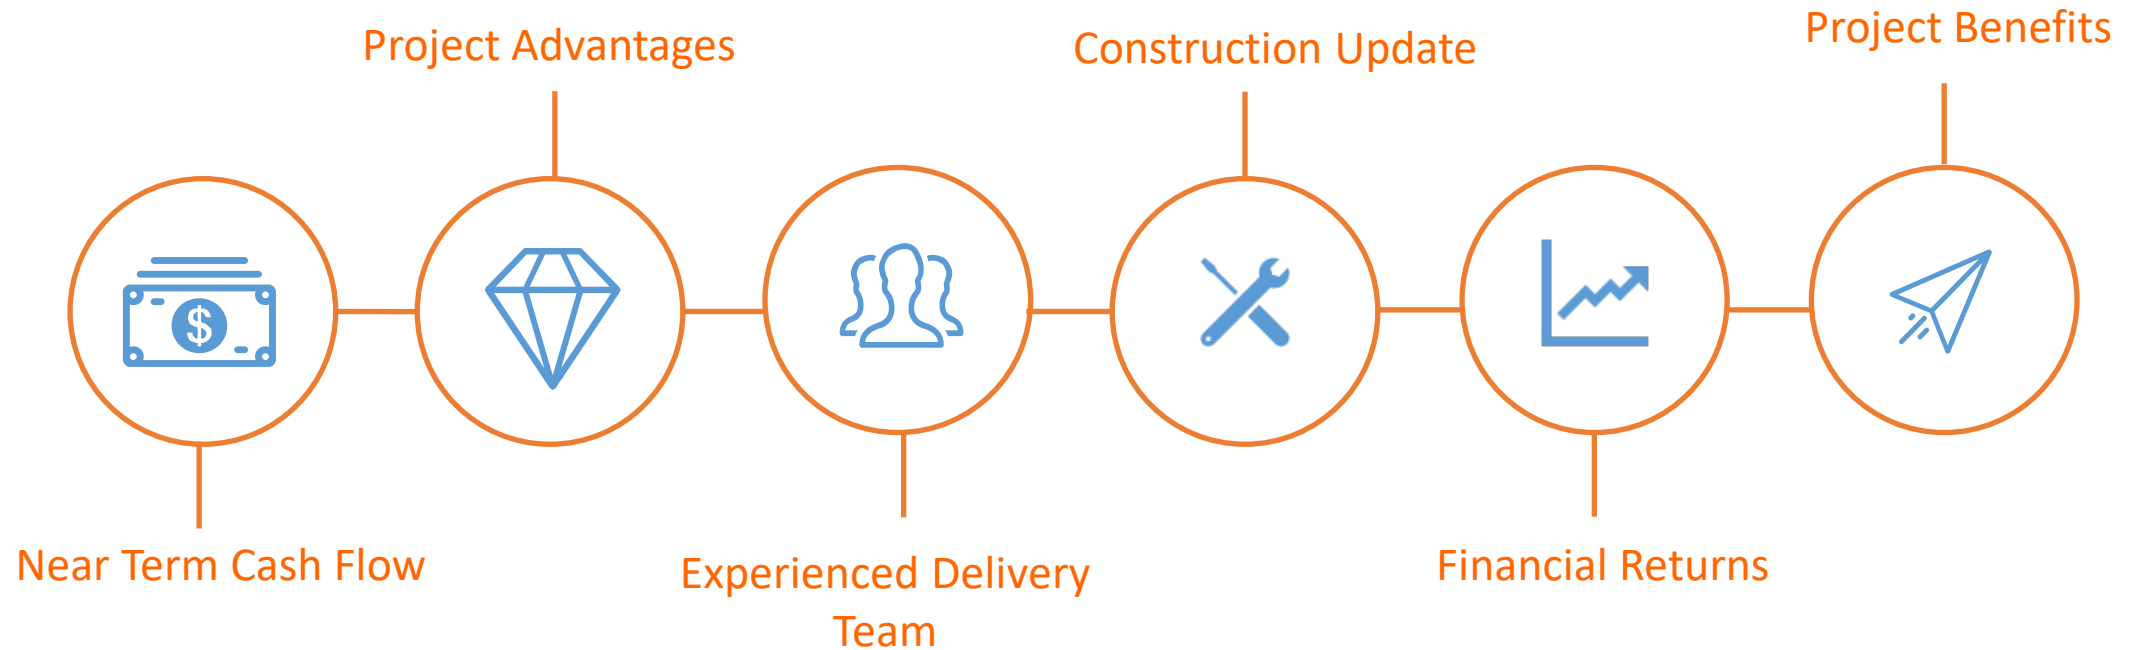 Near Term Cash Flow
Project Advantages
Experienced Delivery
Team
Construction Update
Financial Returns
Project Benefits
$